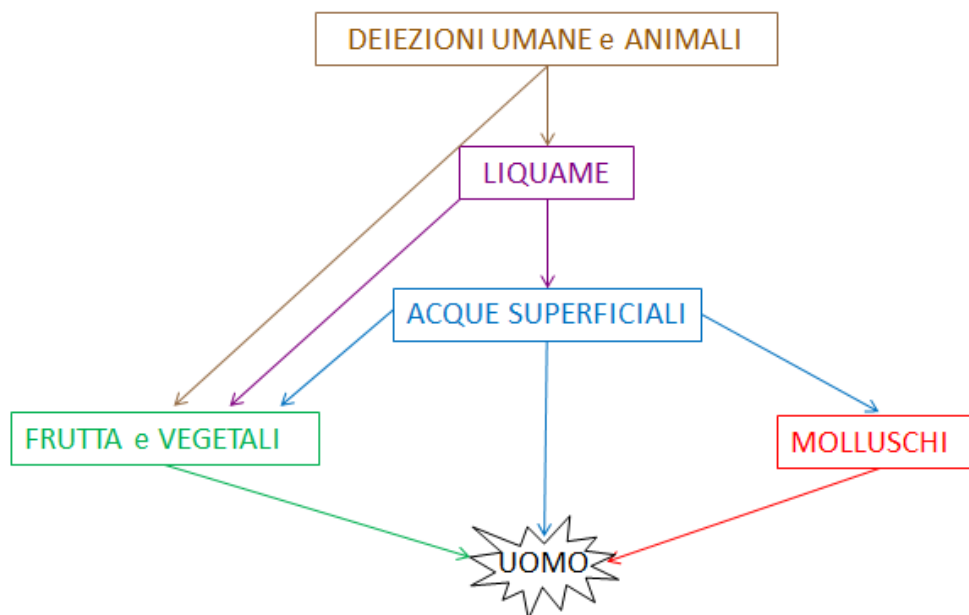 DEIEZIONI UMANE e ANIMALI
LIQUAME
ACQUE SUPERFICIALI
FRUTTA e VEGETALI
MOLLUSCHI
UOMO